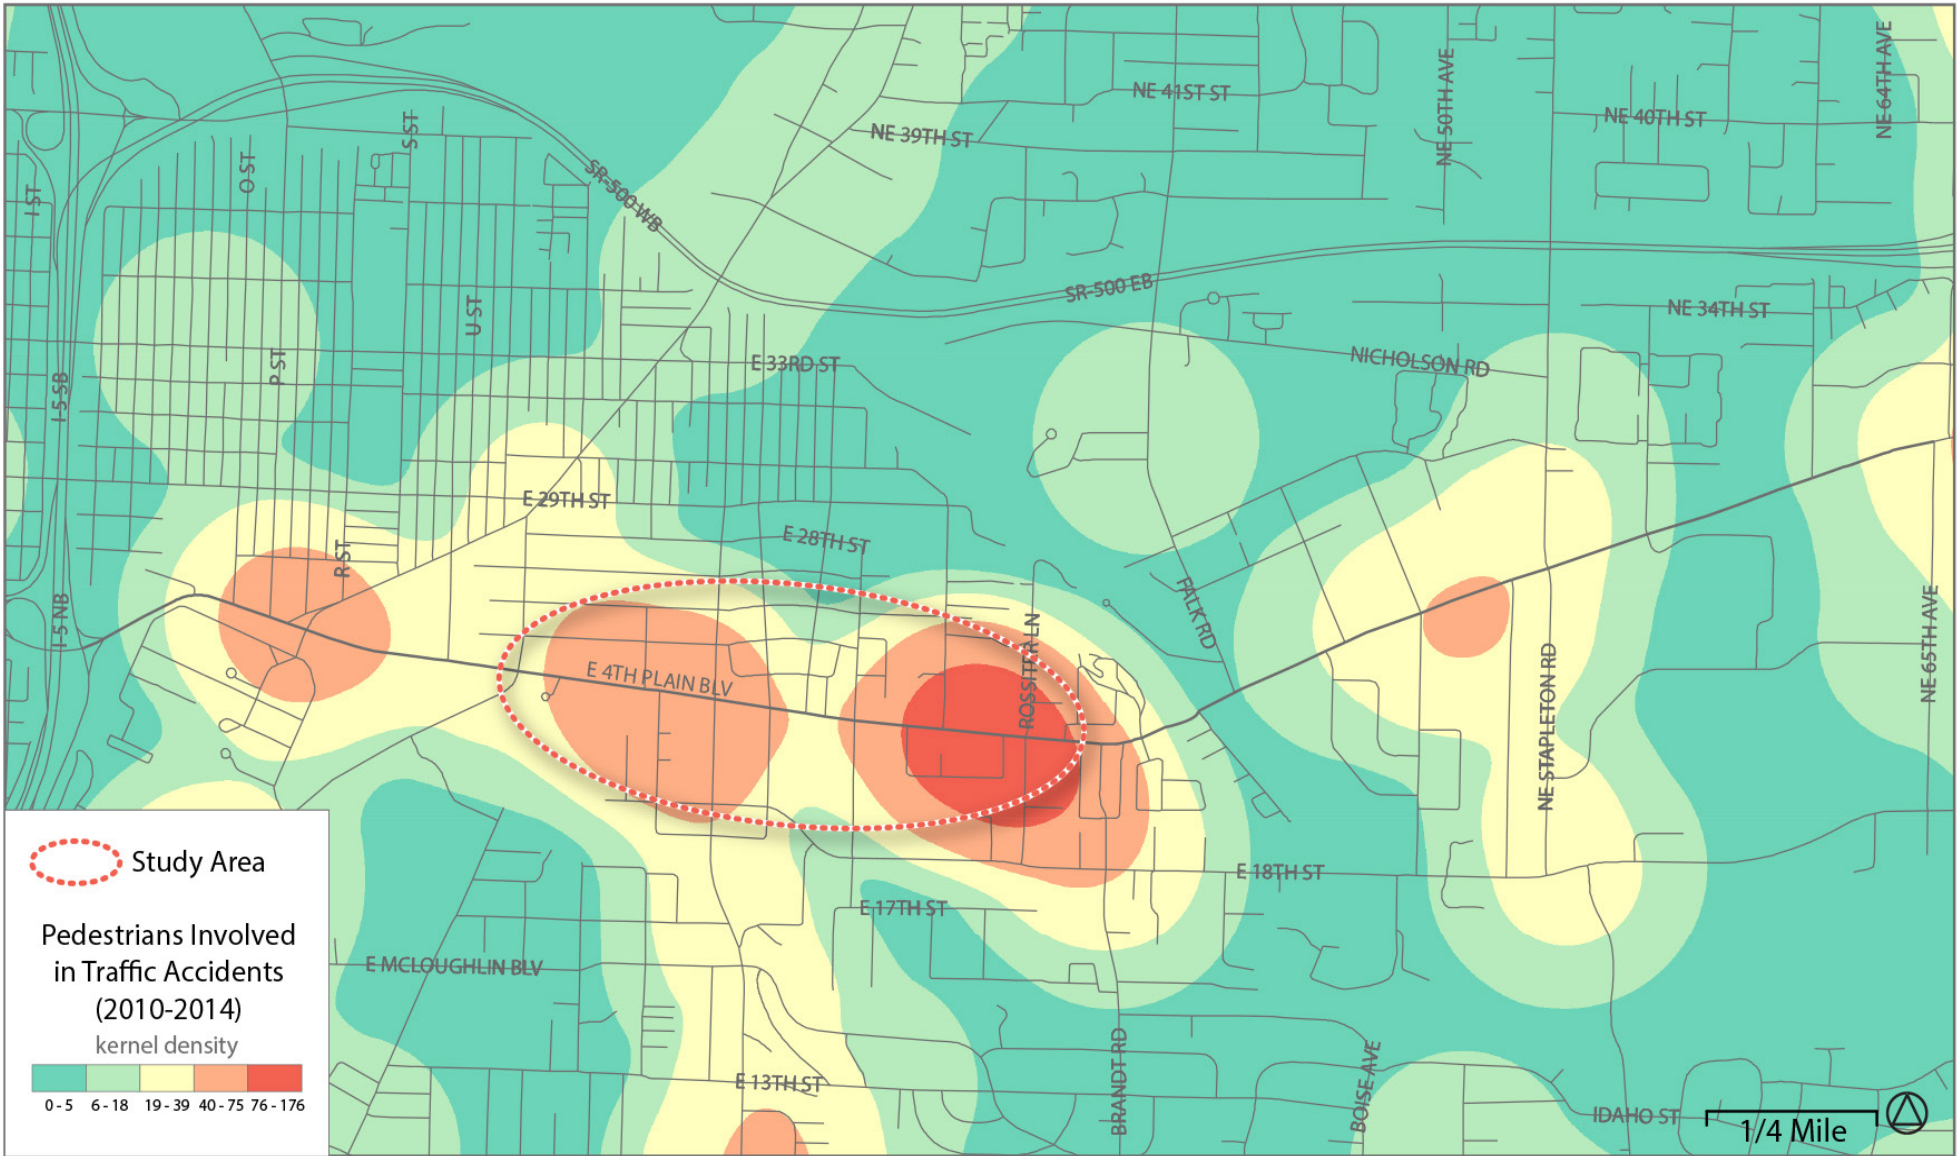 NE 64TH AVE
NE 50TH AVE
NE 41ST ST
NE 40TH ST
S ST
NE 39TH ST
O ST
I ST
SR-500 WB
SR-500 EB
NE 34TH ST
U ST
P ST
E 33RD ST
NICHOLSON RD
I-5 SB
E 29TH ST
E 28TH ST
R ST
FALK RD
I-5 NB
NE 65TH AVE
ROSSITER LN
E 4TH PLAIN BLV
NE STAPLETON RD
E 18TH ST
E 17TH ST
E MCLOUGHLIN BLV
E 13TH ST
BRANDT RD
BOISE AVE
IDAHO ST
1/4 Mile
Study Area
Pedestrians Involved
in Traffic Accidents
(2010-2014)
kernel density
0 - 5 6 - 18 19 - 39 40 - 75 76 - 176